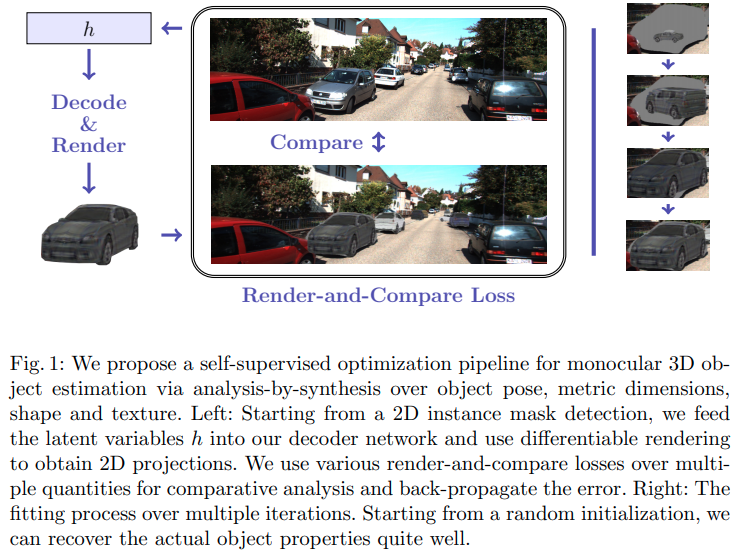 h
Decode
&
Render
Compare
Render-and-Compare Loss
Fig. 1: We propose a self-supervised optimization pipeline for monocular 3D ob-
ject estimation via analysis-by-synthesis over object pose, metric dimensions,
shape and texture. Left: Starting from a 2D instance mask detection, we feed
the latent variables h into our decoder network and use differentiable rendering
to obtain 2D projections. We use various render-and-compare losses over multi-
ple quantities for comparative analysis and back-propagate the error. Right: The
fitting process over multiple iterations. Starting from a random initialization, we
can recover the actual object properties quite well.